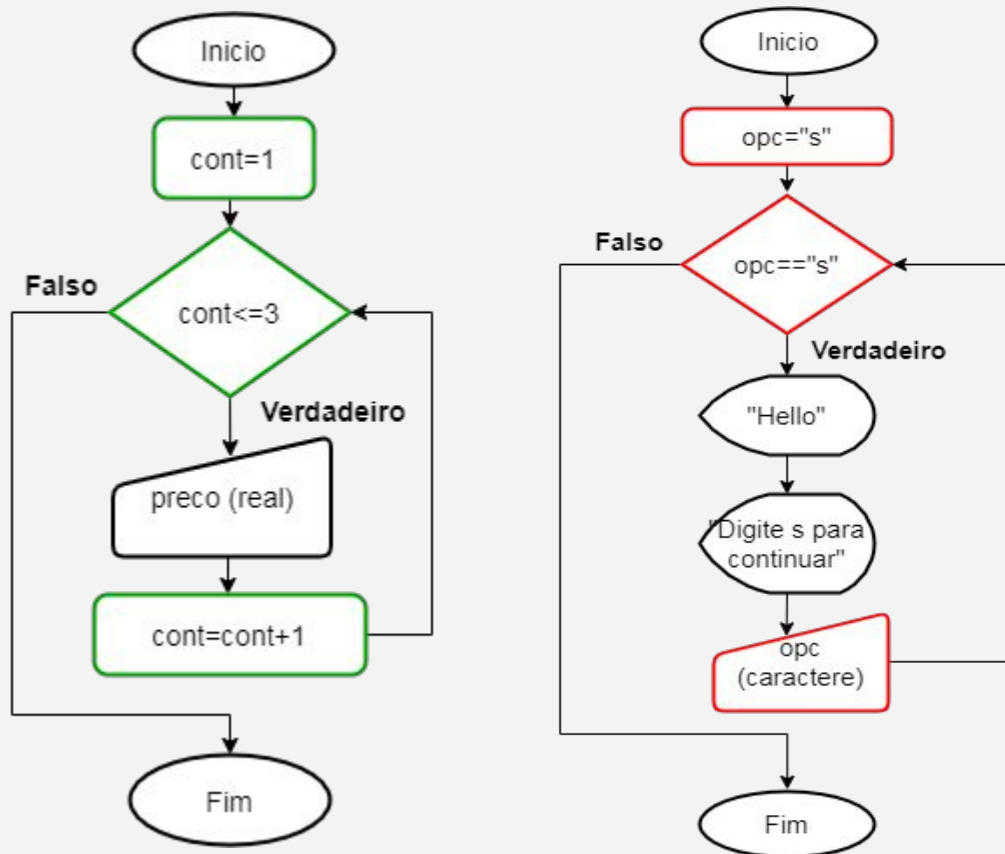 Inicio
cont=1
Falso
cont<=3
Verdadeiro
preco (real)
cont=cont+1
Fim
Inicio
opc="s"
Falso
opc=="s"
Verdadeiro
"Hello"
"Digite s para
continuar"
opc
(caractere)
Fim